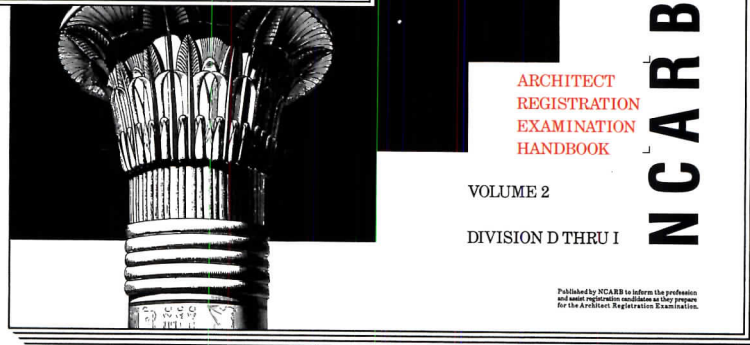 ARCHITECT
REGISTRATION
EXAMINATION
HANDBOOK
VOLUME 2
DIVISION D THRU I
Published by NCARB to inform the profession
and assist registration candidates as they prepare
for the Architect Registration Examination.
NCARB